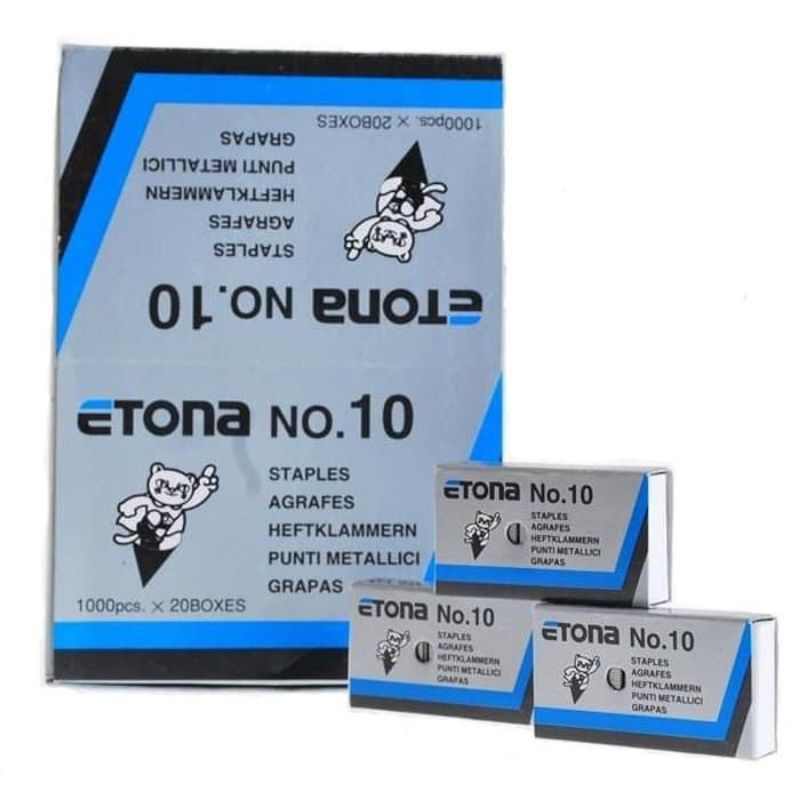 1000pcs. × 20BOXES
GRAPAS
PUNTI METALLICI
HEFTKLAMMERN
AGRAFES
STAPLES
ETONA NO.10
ETONA NO.10
STAPLES
AGRAFES
HEFTKLAMMERN
PUNTI METALLICI
GRAPAS
1000pcs. × 20BOXES
ETONA No.10
STAPLES
AGRAFES
HEFTKLAMMERN
PUNTI METALLICI
GRAPAS
ETONA No.10
STAPLES
AGRAFES
HEFTKLAMMERN
PUNTI METALLICI
GRAPAS
ETONA No.10
STAPLES
AGRAFES
HEFTKLAMMERN
PUNTI METALLICI
GRAPAS